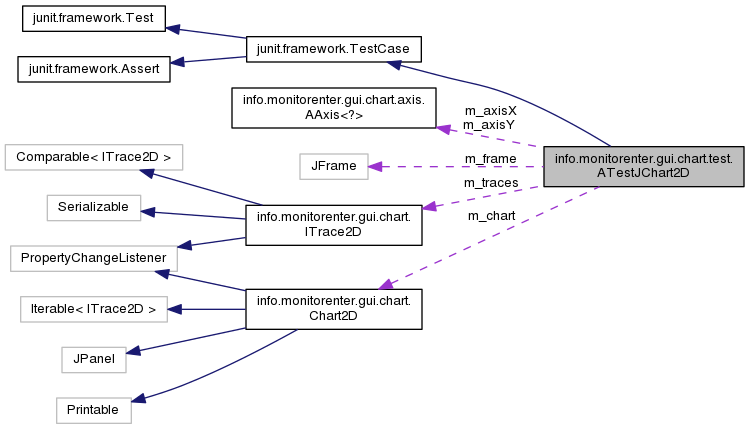 junit.framework.Test
junit.framework.TestCase
junit.framework.Assert
info.monitorenter.gui.chart.axis.
AAxis<?>
m_axisX
m_axisY
Comparable< ITrace2D >
JFrame
m_frame
info.monitorenter.gui.chart.test.
ATestJChart2D
m_traces
Serializable
info.monitorenter.gui.chart.
ITrace2D
m_chart
PropertyChangeListener
Iterable< ITrace2D >
info.monitorenter.gui.chart.
Chart2D
JPanel
Printable